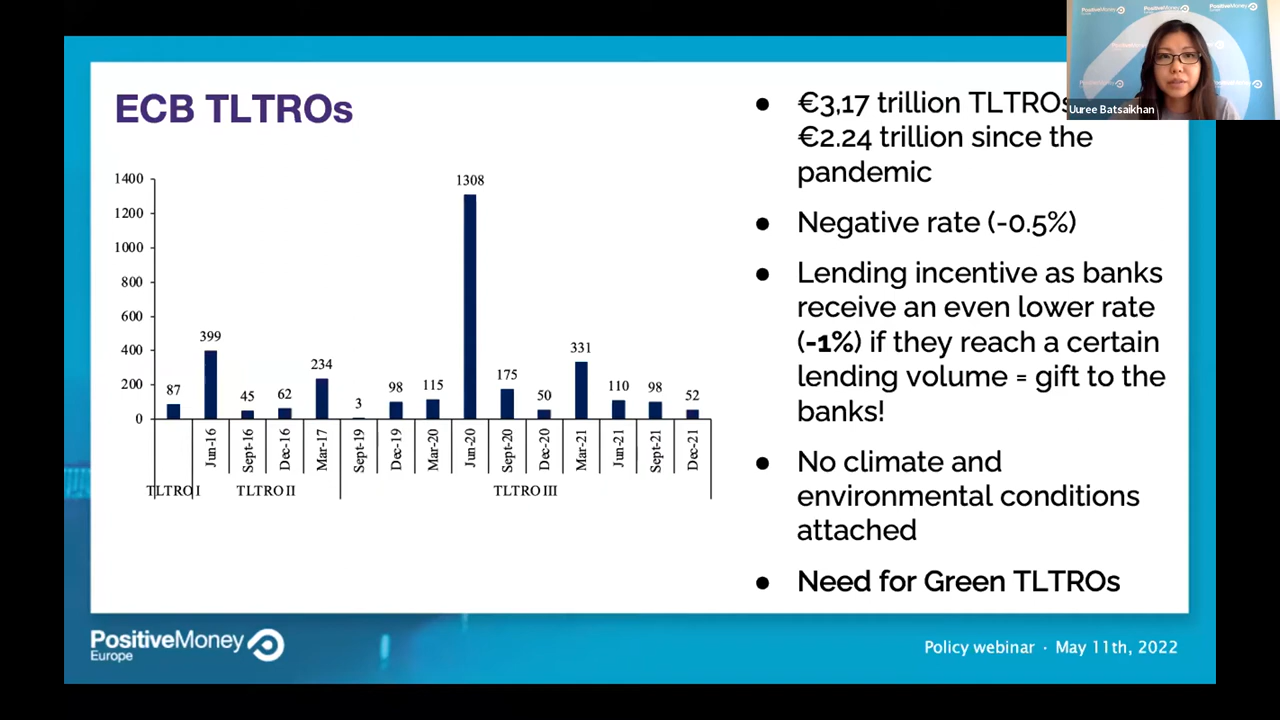 PositiveMoney
Europe
PositiveMoney
PositiveMoney
Europe
Uuree Batsaikhan
ECB TLTROs
1400
1200
1000
800
600
400
200
0
87
399
45
62
234
3
98
115
1308
175
50
331
110
98
52
Jun-16
Sept-16
Dec-16
Mar-17
Sept-19
Dec-19
Mar-20
Jun-20
Sept-20
Dec-20
Mar-21
Jun-21
Sept-21
Dec-21
TLTRO I
TLTRO II
TLTRO III
● €3,17 trillion TLTROs
€2.24 trillion since the
pandemic
● Negative rate (-0.5%)
● Lending incentive as banks
receive an even lower rate
(-1%) if they reach a certain
lending volume = gift to the
banks!
● No climate and
environmental conditions
attached
● Need for Green TLTROs
PositiveMoney
Europe
Policy webinar · May 11th, 2022